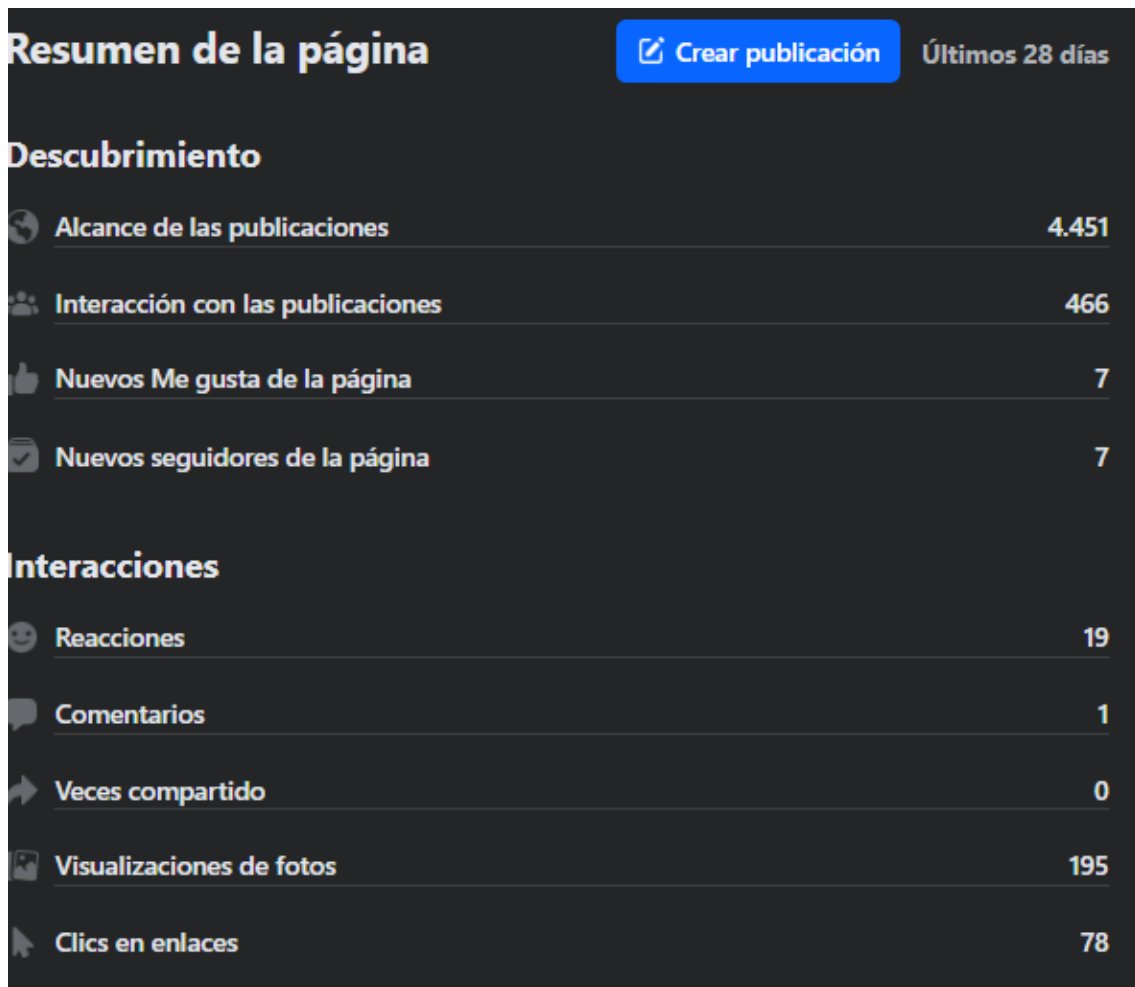 Resumen de la página
Crear publicación
Últimos 28 días
Descubrimiento
Alcance de las publicaciones 4.451
Interacción con las publicaciones 466
Nuevos Me gusta de la página 7
Nuevos seguidores de la página 7
Interacciones
Reacciones 19
Comentarios 1
Veces compartido 0
Visualizaciones de fotos 195
Clics en enlaces 78